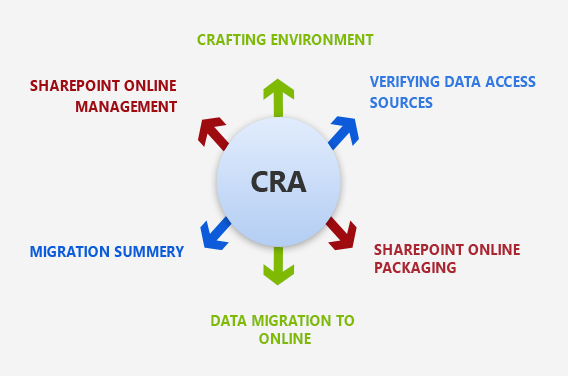 CRAFTING ENVIRONMENT
SHAREPOINT ONLINE
MANAGEMENT
VERIFYING DATA ACCESS
SOURCES
CRA
MIGRATION SUMMERY
SHAREPOINT ONLINE
PACKAGING
DATA MIGRATION TO
ONLINE